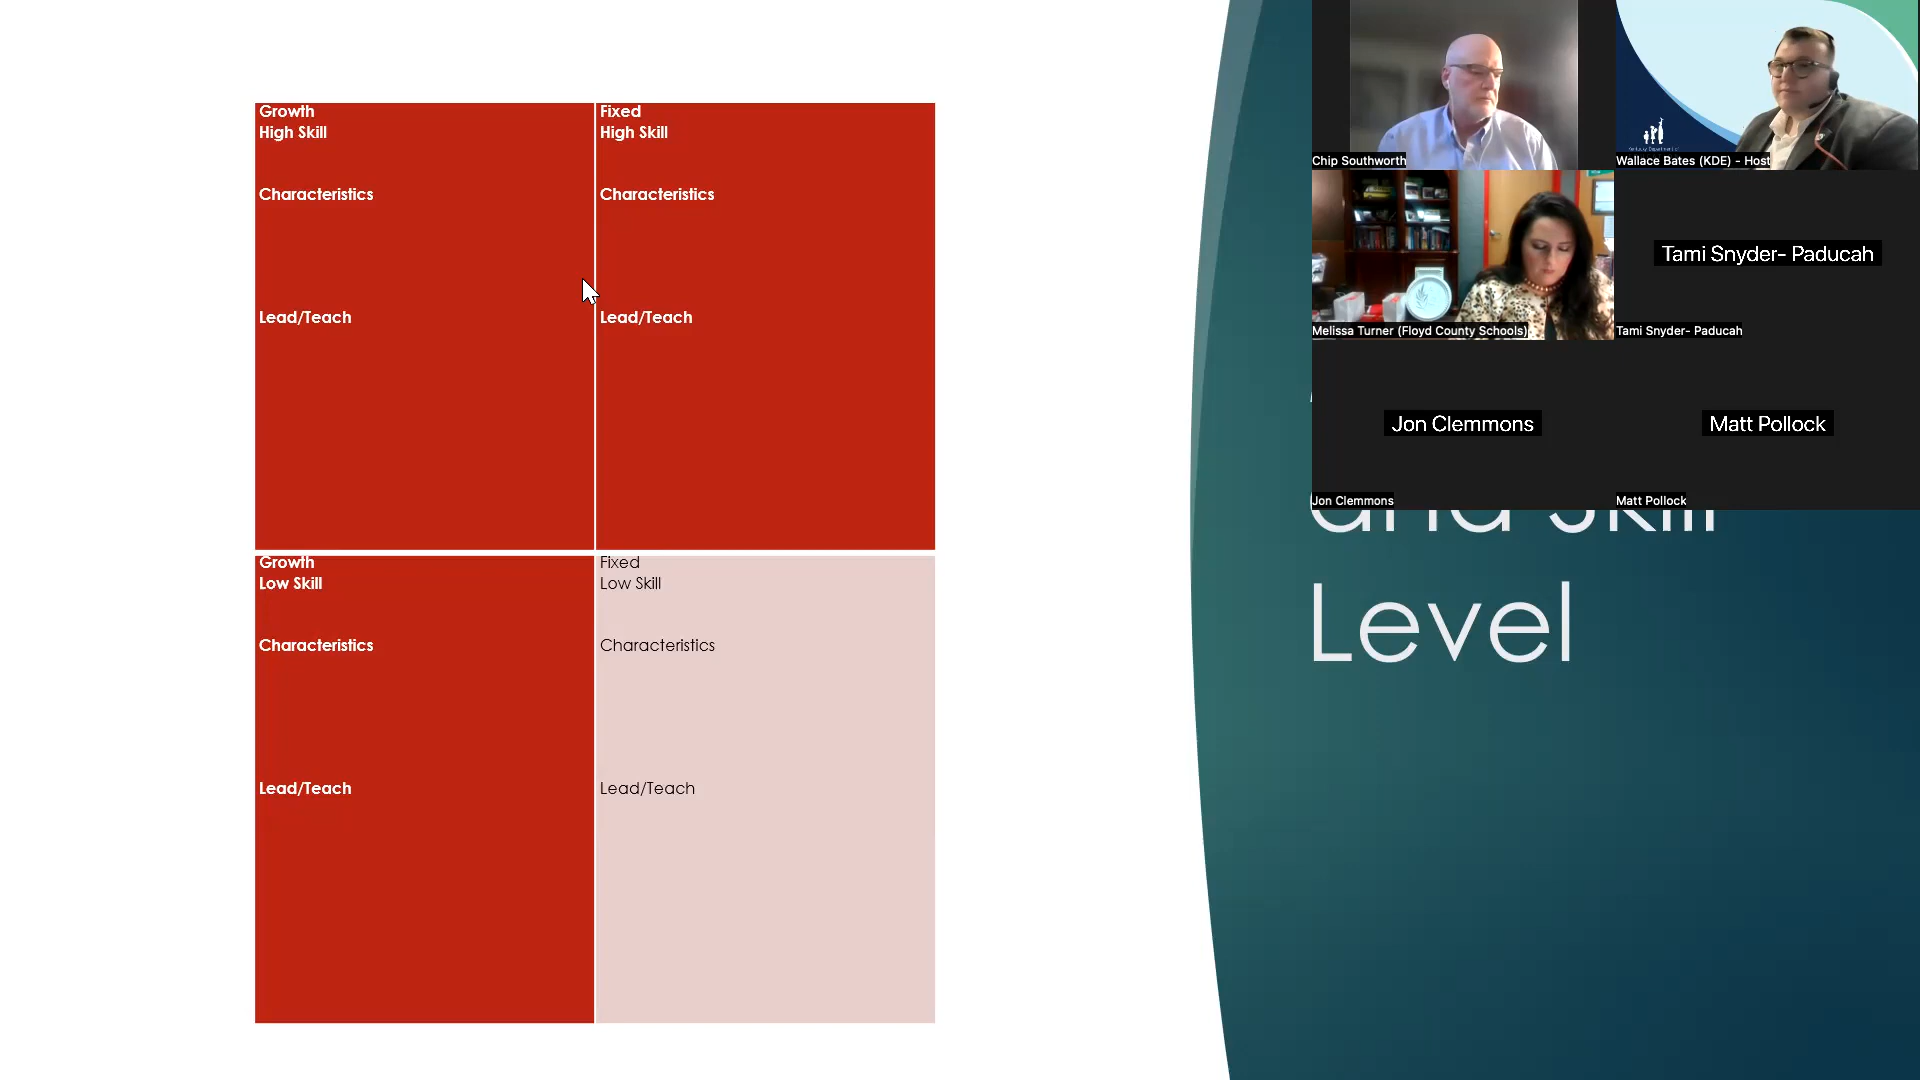 Growth
High Skill
Characteristics
Lead/Teach
Fixed
High Skill
Characteristics
Lead/Teach
Growth
Low Skill
Characteristics
Lead/Teach
Fixed
Low Skill
Characteristics
Lead/Teach
and Skill
Level
Chip Southworth
Wallace Bates (KDE) - Host
Melissa Turner (Floyd County Schools)
Tami Snyder- Paducah
Tami Snyder- Paducah
Jon Clemmons
Jon Clemmons
Matt Pollock
Matt Pollock